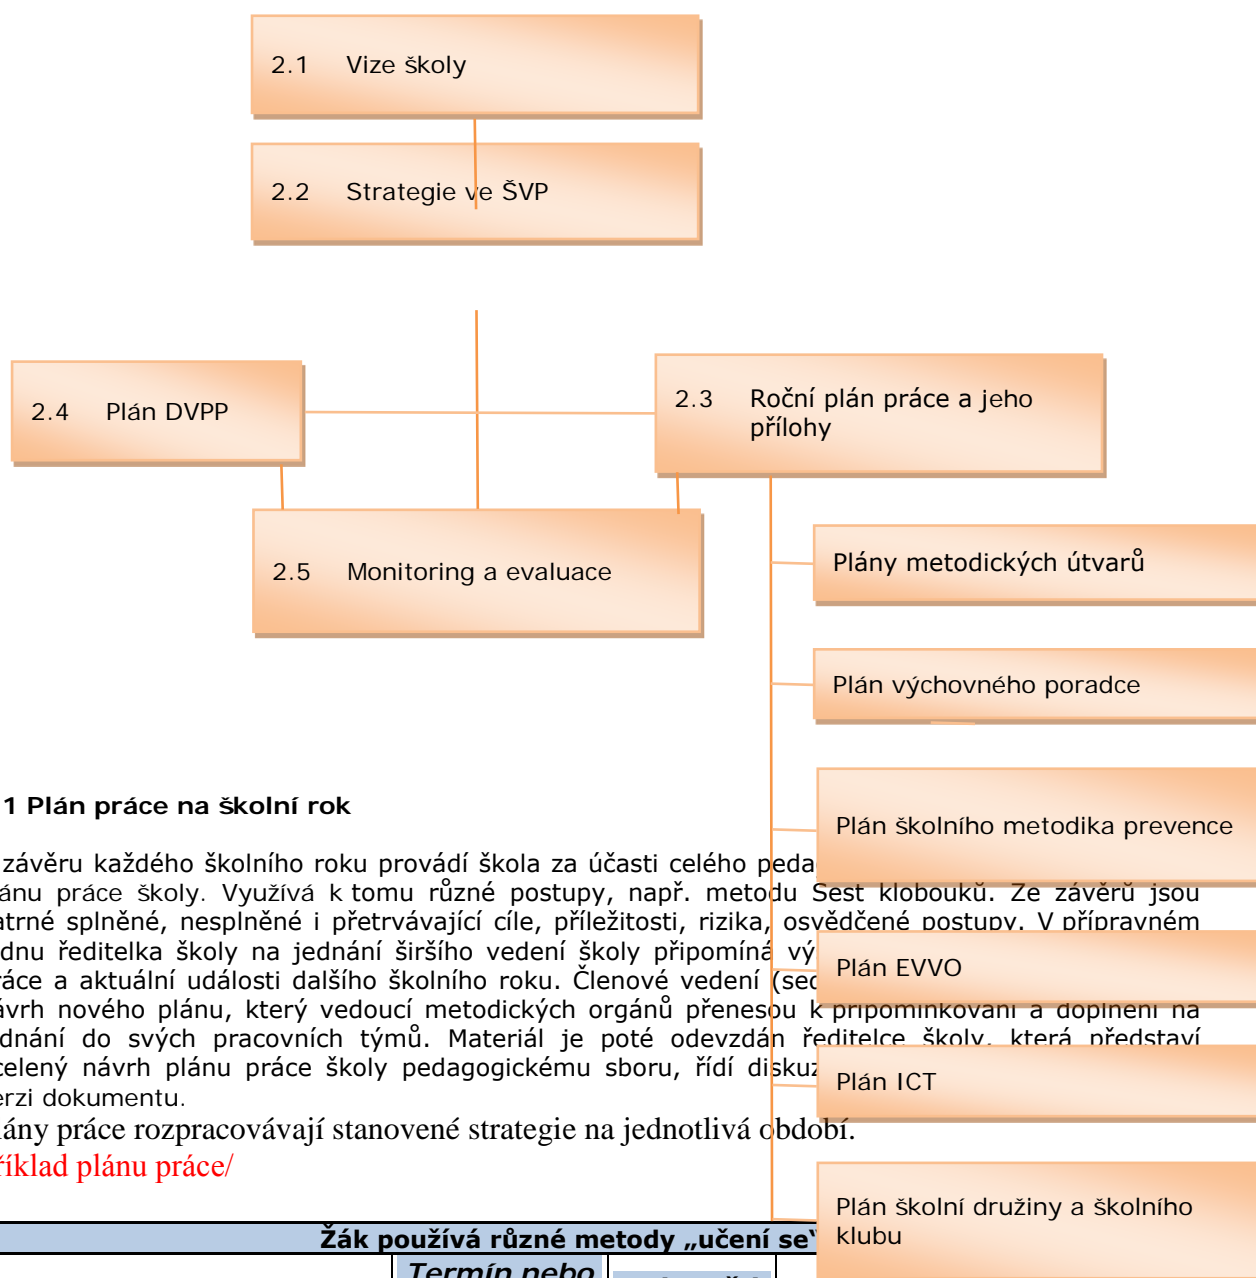 2.1 Vize školy
2.2 Strategie ve ŠVP
2.4 Plán DVPP
2.3 Roční plán práce a jeho
přílohy
2.5 Monitoring a evaluace
Plány metodických útvarů
Plán výchovného poradce
Plán školního metodika prevence
Plán EVVO
Plán ICT
Plán školní družiny a školního
klubu
1 Plán práce na školní rok
závěru každého školního roku provádí škola za účasti celého peda
ánu práce školy. Využívá k tomu různé postupy, např. metodu Šest klobouků. Ze závěrů jsou
atrné splněné, nesplněné i přetrvávající cíle, příležitosti, rizika, osvědčené postupy. V přípravném
dnu ředitelka školy na jednání širšího vedení školy připomíná vý
ráce a aktuální události dalšího školního roku. Členové vedení (sed
ávrh nového plánu, který vedoucí metodických orgánů přenesou k připomínkování a doplnění na
dnání do svých pracovních týmů. Materiál je poté odevzdán ředitelce školy, která představí
celený návrh plánu práce školy pedagogickému sboru, řídí diskuz
erzi dokumentu.
lány práce rozpracovávají stanovené strategie na jednotlivá období.
říklad plánu práce/
Žák používá různé metody „učení se“
Termín nebo